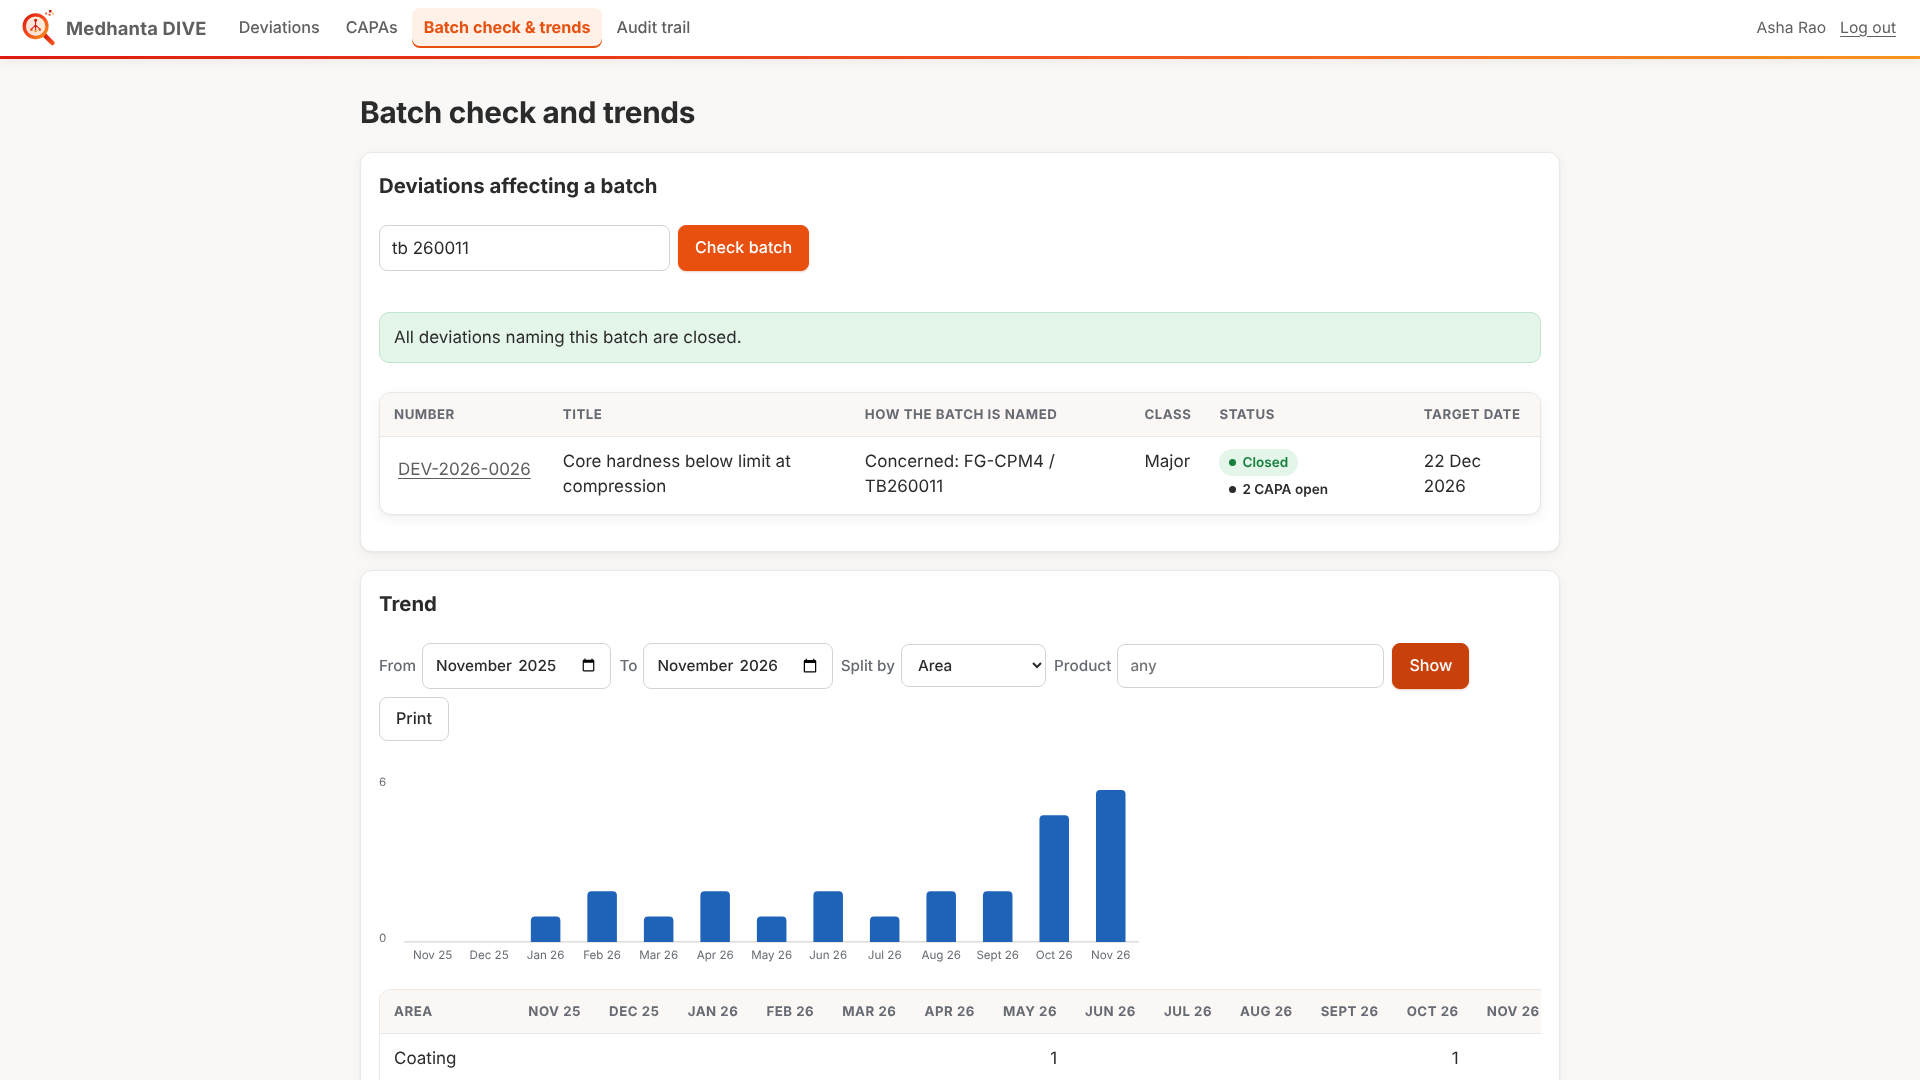 Medhanta DIVE Deviations CAPAs Batch check & trends Audit trail Asha Rao Log out
Batch check and trends
Deviations affecting a batch
tb 260011 Check batch
All deviations naming this batch are closed.
NUMBER TITLE HOW THE BATCH IS NAMED CLASS STATUS TARGET DATE
DEV-2026-0026 Core hardness below limit at compression Concerned: FG-CPM4 / TB260011 Major Closed 2 CAPA open 22 Dec 2026
Trend
From November 2025 To November 2026 Split by Area Product any Show
Print
6
0
Nov 25 Dec 25 Jan 26 Feb 26 Mar 26 Apr 26 May 26 Jun 26 Jul 26 Aug 26 Sept 26 Oct 26 Nov 26
AREA NOV 25 DEC 25 JAN 26 FEB 26 MAR 26 APR 26 MAY 26 JUN 26 JUL 26 AUG 26 SEPT 26 OCT 26 NOV 26
Coating 1 1